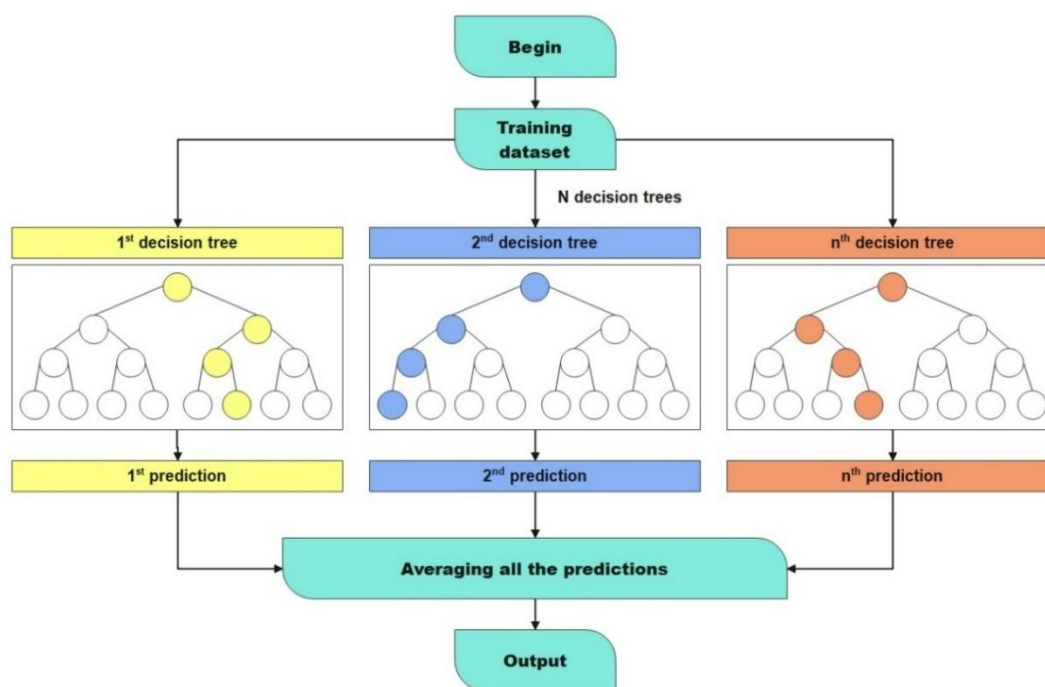 Begin
Training
dataset
N decision trees
1st decision tree
2nd decision tree
nth decision tree
1st prediction
2nd prediction
nth prediction
Averaging all the predictions
Output